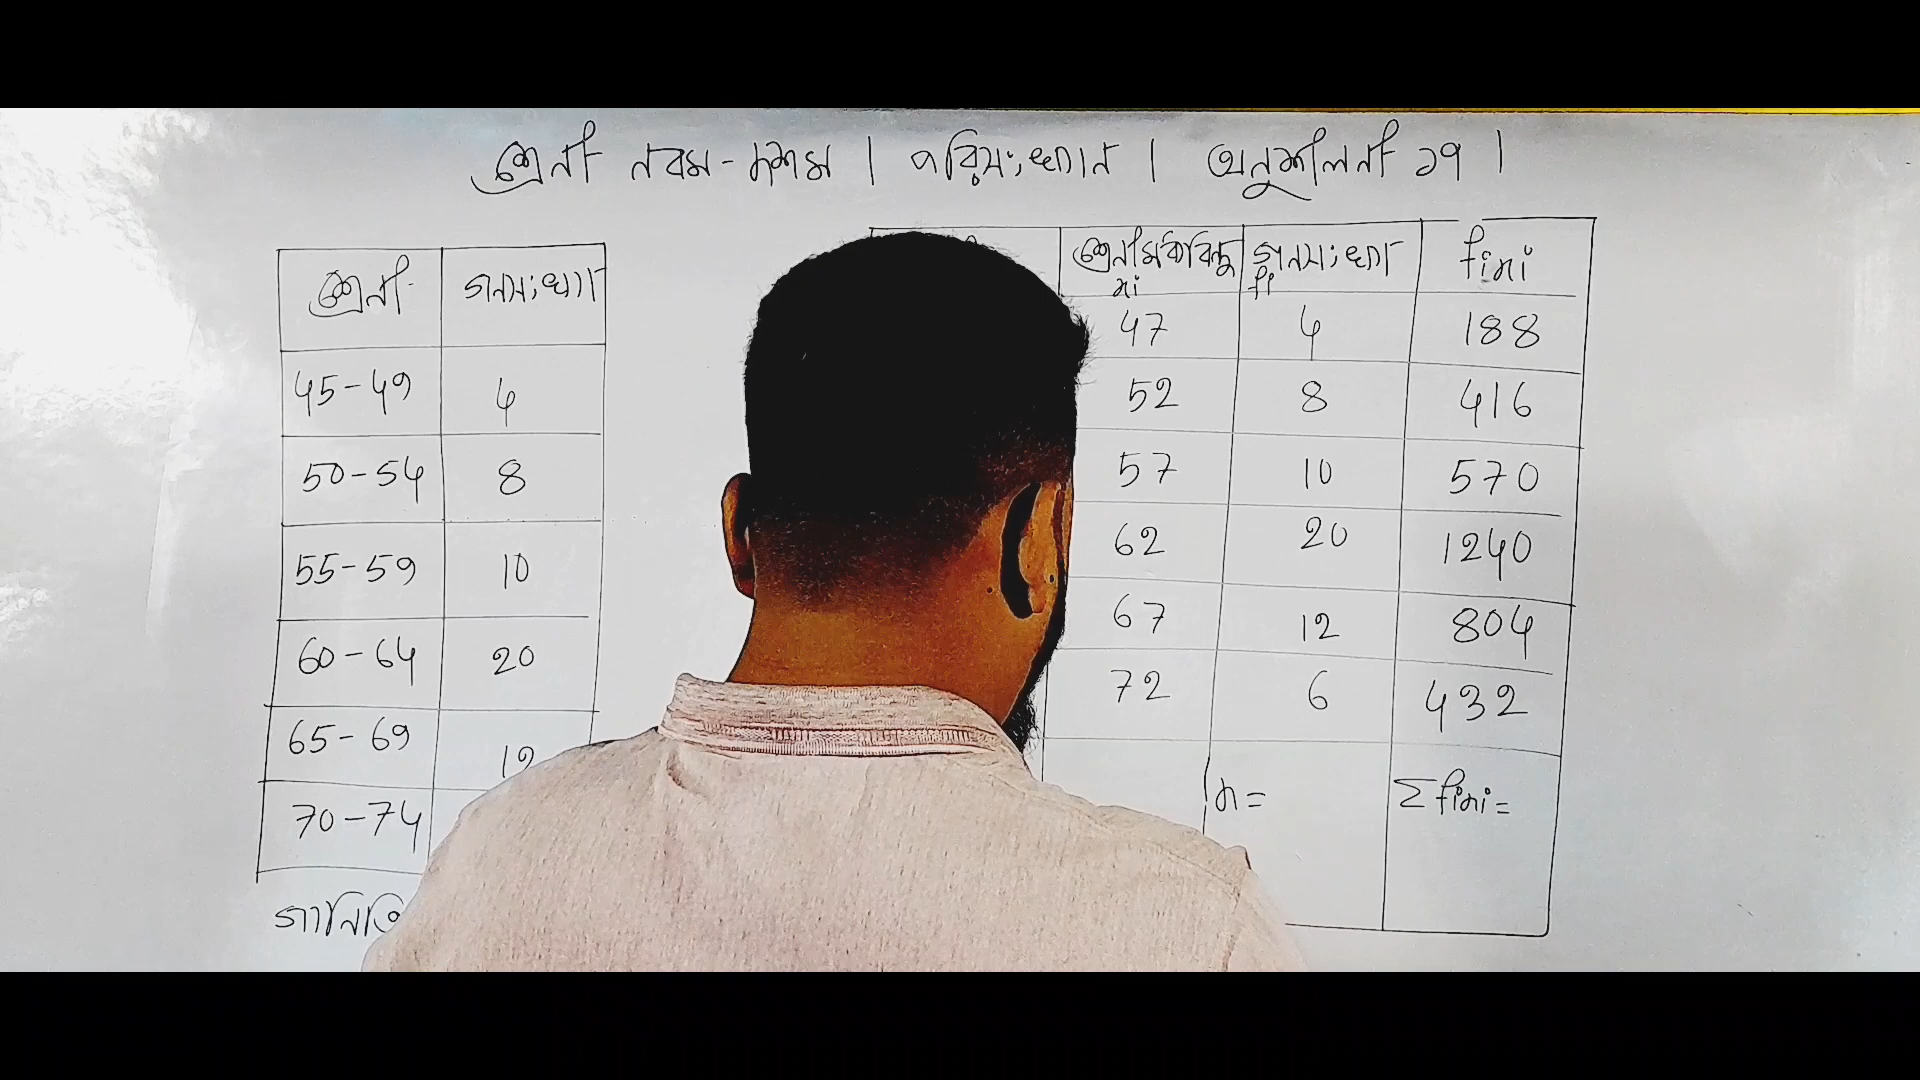 শ্রেনী নবম-দশম | পরিসংখ্যান | অনুশীলনী ১৭ |
শ্রেনী গনসংখ্যা
45-49 4
50-54 8
55-59 10
60-64 20
65-69 12
70-74
শ্রেনীমধ্যবিন্দু xi গনসংখ্যা fi fixi
47 4 188
52 8 416
57 10 570
62 20 1240
67 12 804
72 6 432
n= Σfixi=